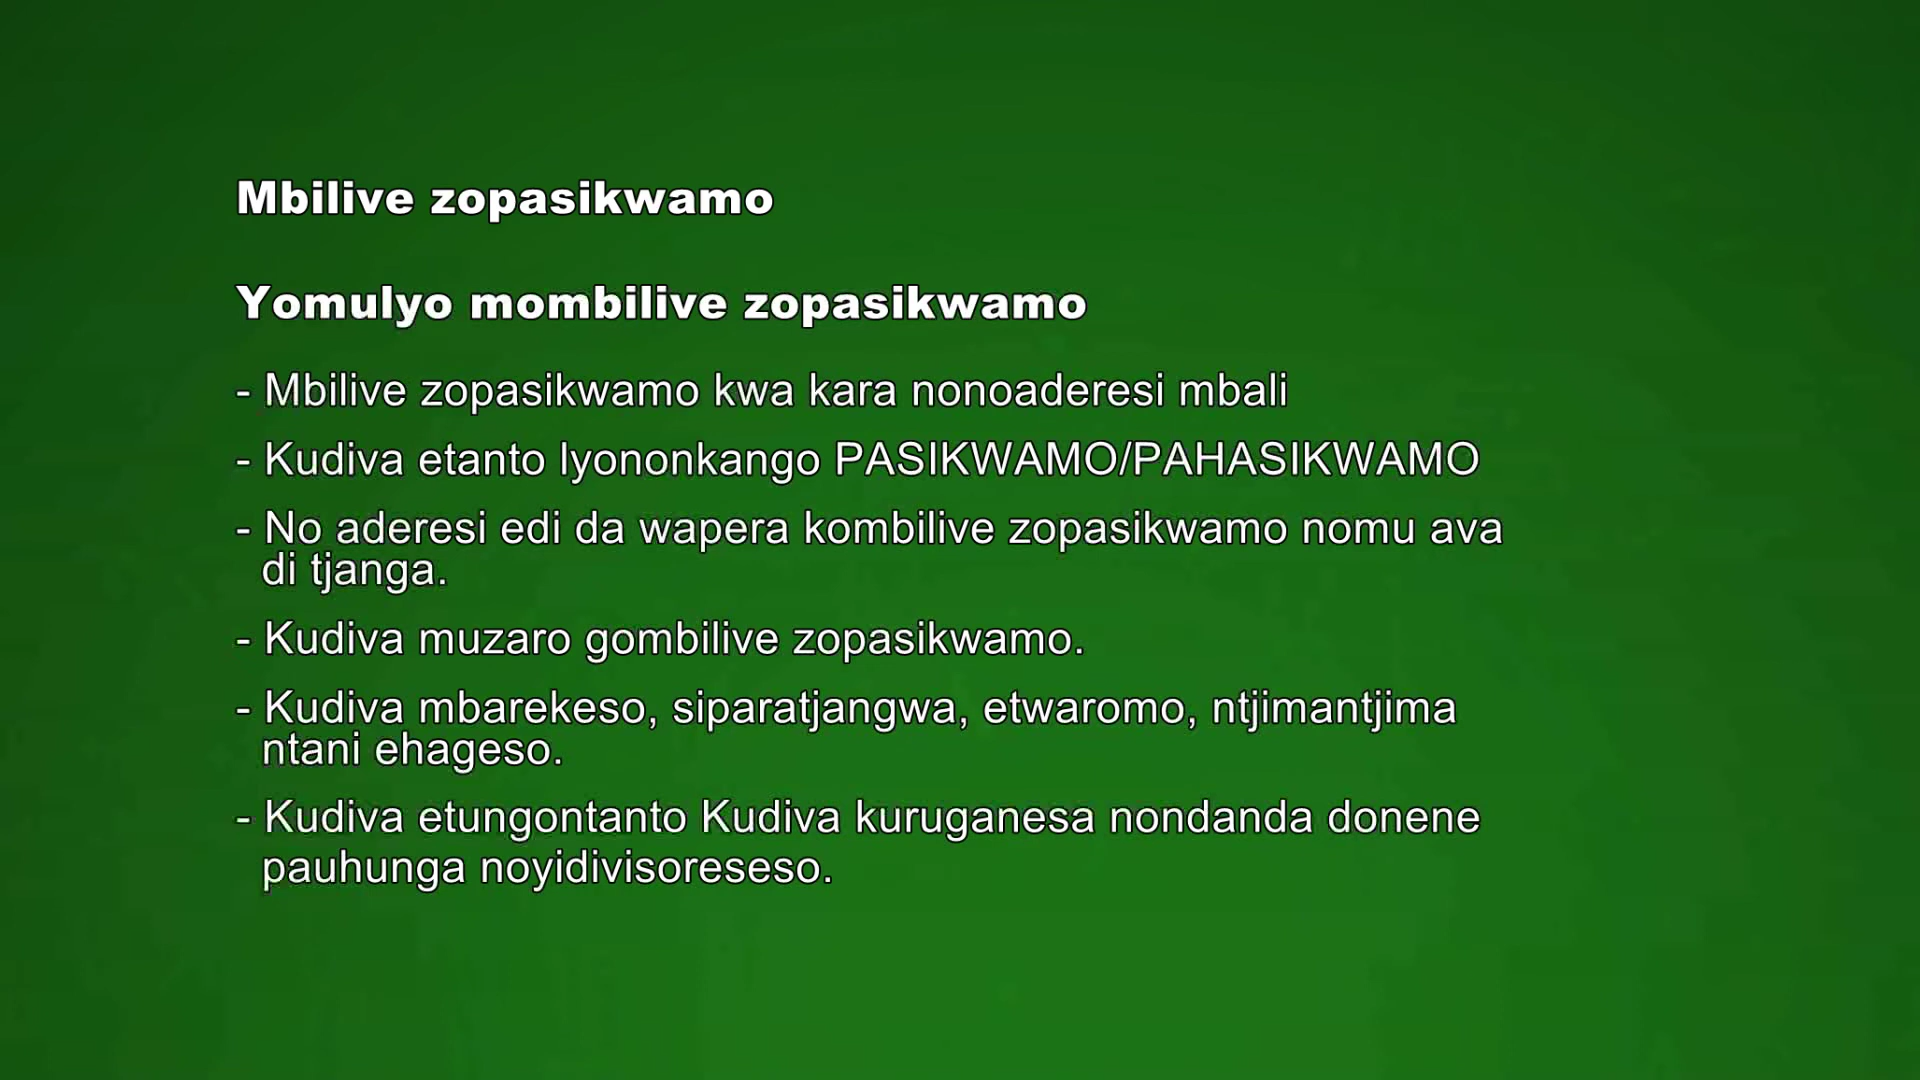 Mbilive zopasikwamo
Yomulyo mombilive zopasikwamo
- Mbilive zopasikwamo kwa kara nonoaderesi mbali
- Kudiva etanto lyononkango PASIKWAMO/PAHASIKWAMO
- No aderesi edi da wapera kombilive zopasikwamo nomu ava
di tjanga.
- Kudiva muzaro gombilive zopasikwamo.
- Kudiva mbarekeso, siparatjangwa, etwaromo, ntjimantjima
ntani ehageso.
- Kudiva etungontanto Kudiva kuruganesa nondanda donene
pauhunga noyidivisoreseso.